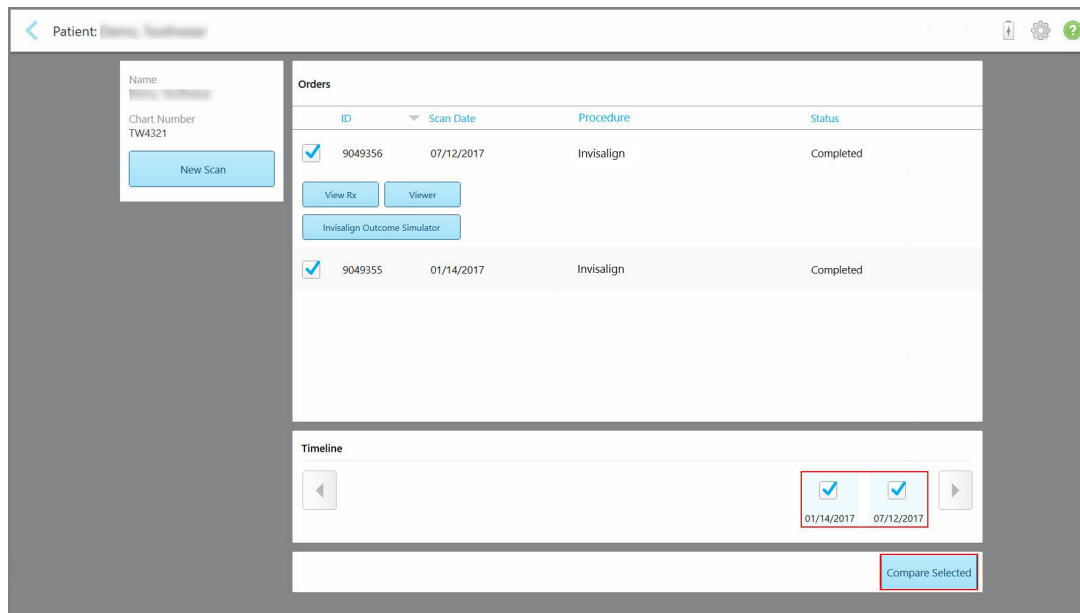 Patient:
?
Name
Chart Number
TW4321
New Scan
Orders
ID Scan Date Procedure Status
9049356 07/12/2017 Invisalign Completed
View Rx Viewer
Invisalign Outcome Simulator
9049355 01/14/2017 Invisalign Completed
Timeline
01/14/2017 07/12/2017
Compare Selected